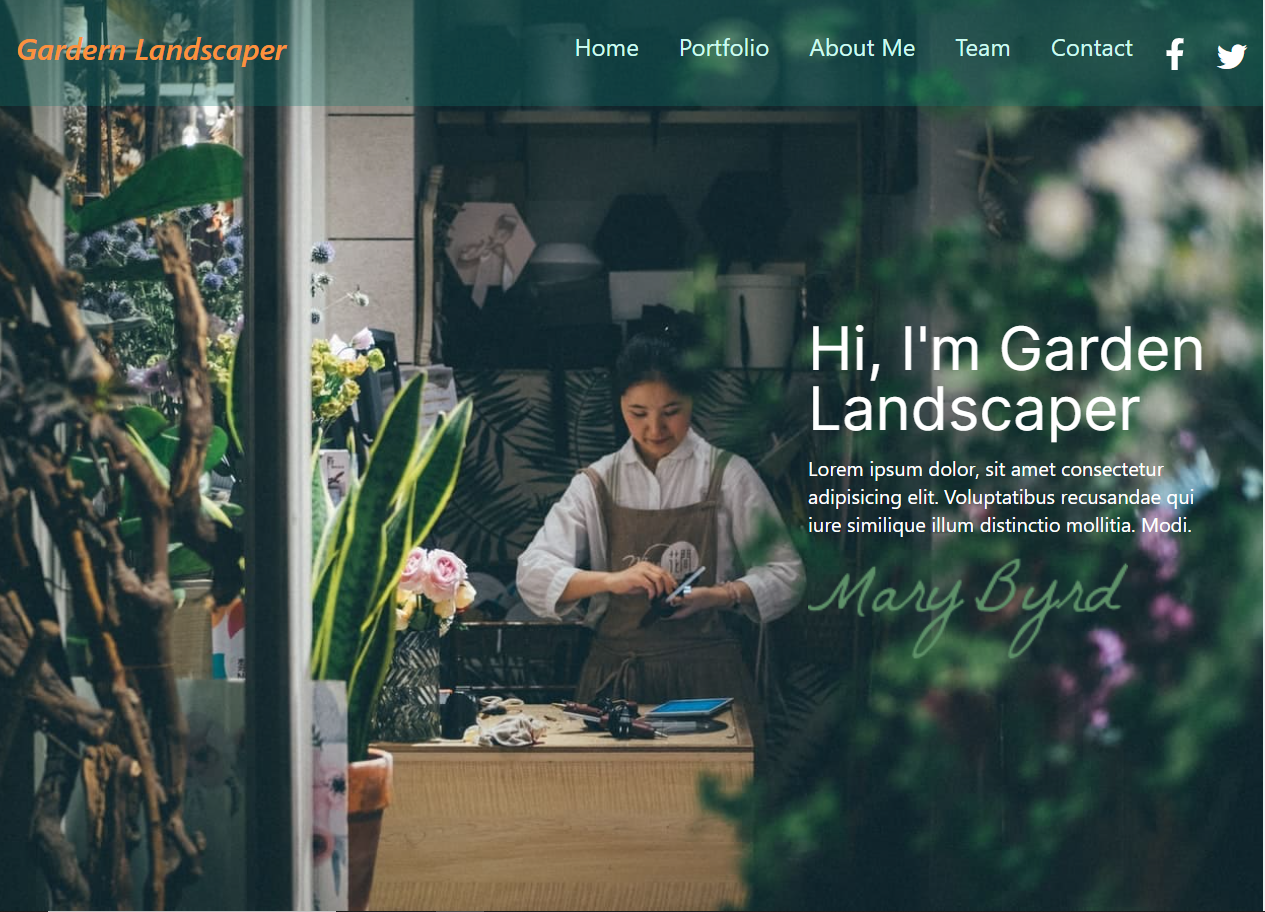 Gardern Landscaper
Home Portfolio About Me Team Contact
Hi, I'm Garden
Landscaper
Lorem ipsum dolor, sit amet consectetur
adipisicing elit. Voluptatibus recusandae qui
iure similique illum distinctio mollitia. Modi.
Mary Byrd